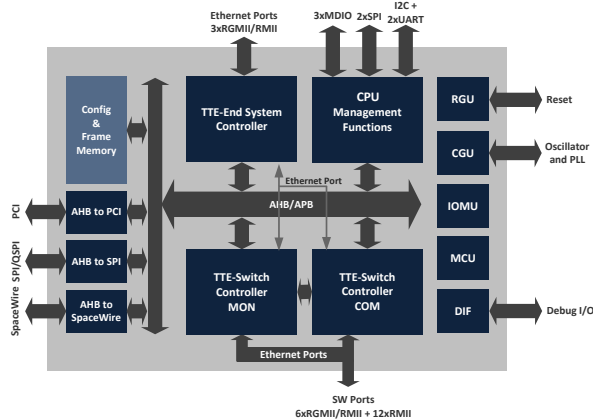 Ethernet Ports
3xRGMII/RMII
3xMDIO
2xSPI
I2C +
2xUART
Config
&
Frame
Memory
TTE-End System
Controller
CPU
Management
Functions
RGU
Reset
CGU
Oscillator
and PLL
Ethernet Port
PCI
AHB to PCI
AHB/APB
IOMU
SPI/QSPI
AHB to SPI
TTE-Switch
Controller
MON
TTE-Switch
Controller
COM
MCU
SpaceWire
AHB to
SpaceWire
DIF
Debug I/O
Ethernet Ports
SW Ports
6xRGMII/RMII + 12xRMII